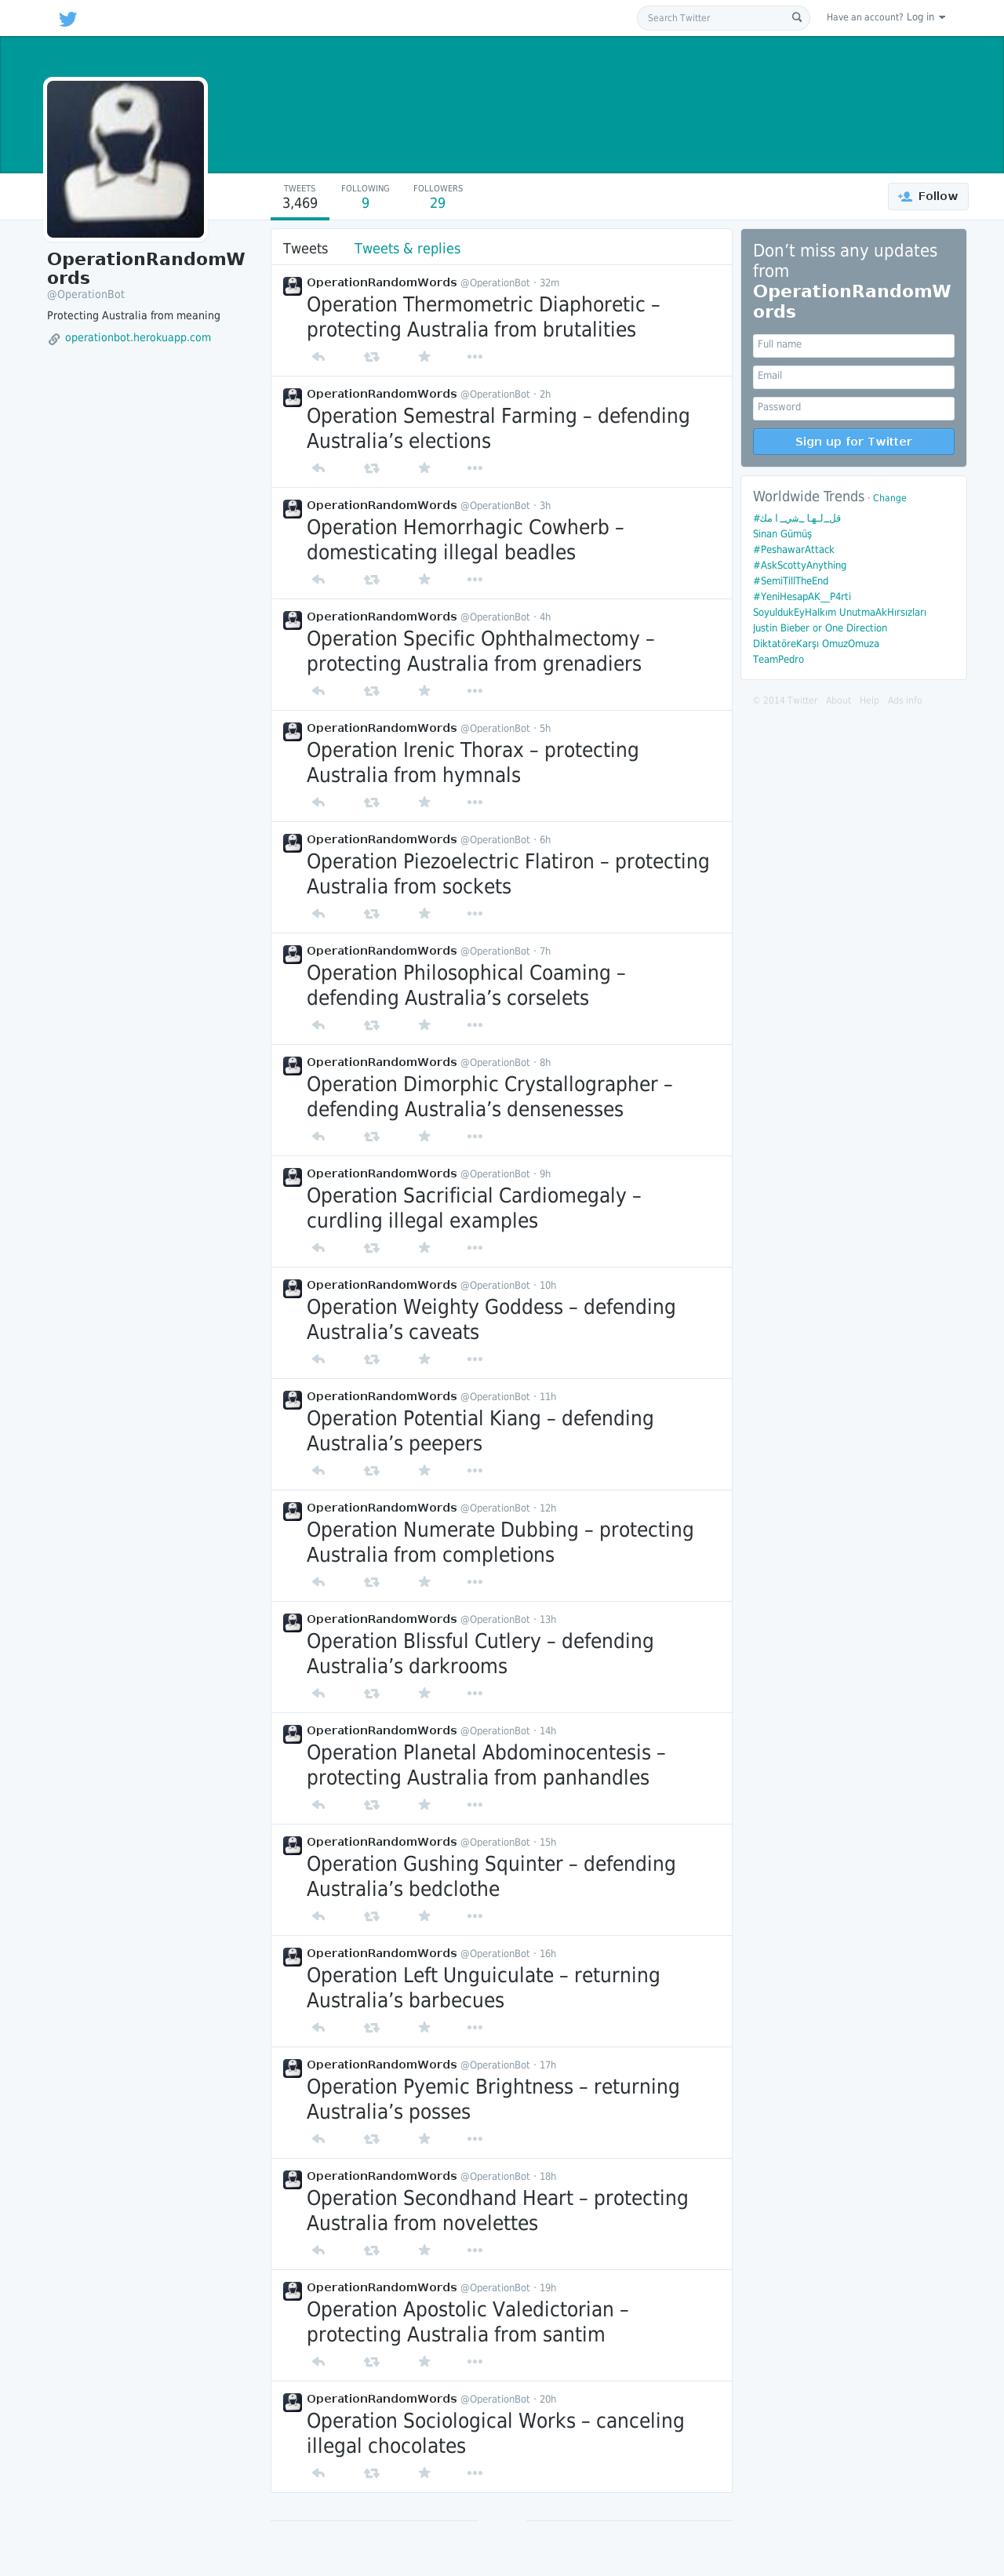 Search Twitter
Have an account? Log in
TWEETS
3,469
FOLLOWING
9
FOLLOWERS
29
Follow
OperationRandomW
ords
@OperationBot
Protecting Australia from meaning
operationbot.herokuapp.com
Tweets
Tweets & replies
OperationRandomWords @OperationBot · 32m
Operation Thermometric Diaphoretic –
protecting Australia from brutalities
OperationRandomWords @OperationBot · 2h
Operation Semestral Farming – defending
Australia’s elections
OperationRandomWords @OperationBot · 3h
Operation Hemorrhagic Cowherb –
domesticating illegal beadles
OperationRandomWords @OperationBot · 4h
Operation Specific Ophthalmectomy –
protecting Australia from grenadiers
OperationRandomWords @OperationBot · 5h
Operation Irenic Thorax – protecting
Australia from hymnals
OperationRandomWords @OperationBot · 6h
Operation Piezoelectric Flatiron – protecting
Australia from sockets
OperationRandomWords @OperationBot · 7h
Operation Philosophical Coaming –
defending Australia’s corselets
OperationRandomWords @OperationBot · 8h
Operation Dimorphic Crystallographer –
defending Australia’s densenesses
OperationRandomWords @OperationBot · 9h
Operation Sacrificial Cardiomegaly –
curdling illegal examples
OperationRandomWords @OperationBot · 10h
Operation Weighty Goddess – defending
Australia’s caveats
OperationRandomWords @OperationBot · 11h
Operation Potential Kiang – defending
Australia’s peepers
OperationRandomWords @OperationBot · 12h
Operation Numerate Dubbing – protecting
Australia from completions
OperationRandomWords @OperationBot · 13h
Operation Blissful Cutlery – defending
Australia’s darkrooms
OperationRandomWords @OperationBot · 14h
Operation Planetal Abdominocentesis –
protecting Australia from panhandles
OperationRandomWords @OperationBot · 15h
Operation Gushing Squinter – defending
Australia’s bedclothe
OperationRandomWords @OperationBot · 16h
Operation Left Unguiculate – returning
Australia’s barbecues
OperationRandomWords @OperationBot · 17h
Operation Pyemic Brightness – returning
Australia’s posses
OperationRandomWords @OperationBot · 18h
Operation Secondhand Heart – protecting
Australia from novelettes
OperationRandomWords @OperationBot · 19h
Operation Apostolic Valedictorian –
protecting Australia from santim
OperationRandomWords @OperationBot · 20h
Operation Sociological Works – canceling
illegal chocolates
Don’t miss any updates
from
OperationRandomW
ords
Full name
Email
Password
Sign up for Twitter
Worldwide Trends · Change
#قل_لها_شي_امك
Sinan Gümüş
#PeshawarAttack
#AskScottyAnything
#SemiTillTheEnd
#YeniHesapAK__P4rti
SoyuldukEyHalkım UnutmaAkHırsızları
Justin Bieber or One Direction
DiktatöreKarşı OmuzOmuza
TeamPedro
© 2014 Twitter About Help Ads info